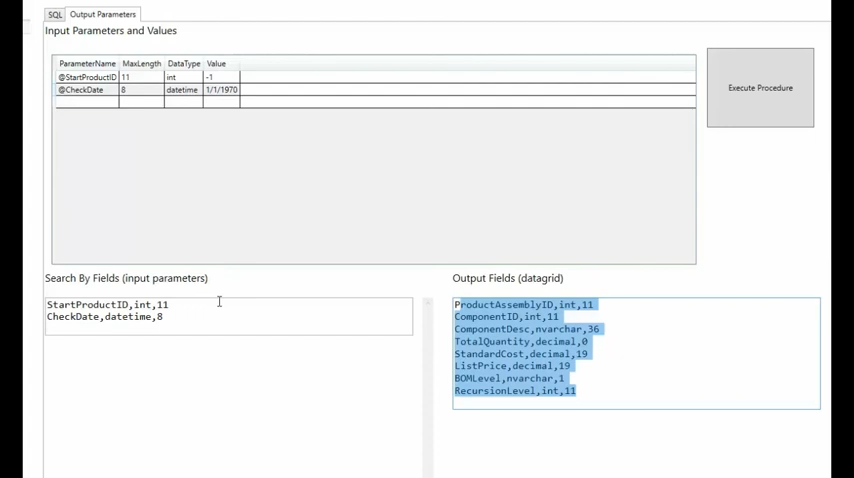 SQL Output Parameters
Input Parameters and Values
ParameterName MaxLength DataType Value
@StartProductID 11 int -1
@CheckDate 8 datetime 1/1/1970
Execute Procedure
Search By Fields (input parameters)
StartProductID,int,11
CheckDate,datetime,8
Output Fields (datagrid)
ProductAssemblyID,int,11
ComponentID,int,11
ComponentDesc,nvarchar,36
TotalQuantity,decimal,0
StandardCost,decimal,19
ListPrice,decimal,19
BOMLevel,nvarchar,1
RecursionLevel,int,11